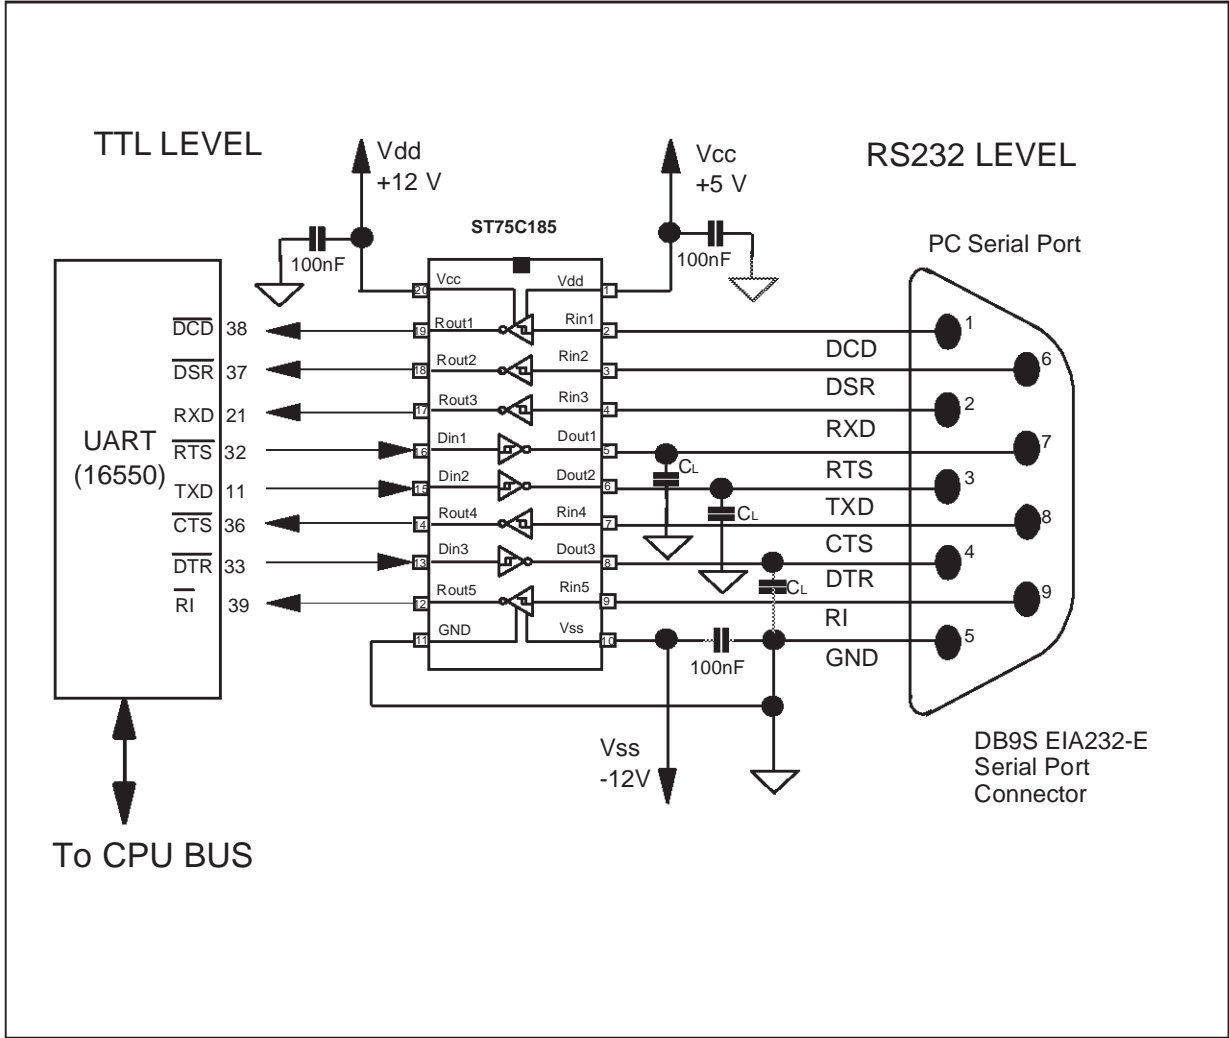 TTL LEVEL
Vdd
+12 V
Vcc
+5 V
RS232 LEVEL
ST75C185
100nF
100nF
PC Serial Port
UART
(16550)
DCD 38
DSR 37
RXD 21
RTS 32
TXD 11
CTS 36
DTR 33
RI 39
20 Vcc Vdd 1
19 Rout1 Rin1 2
18 Rout2 Rin2 3
17 Rout3 Rin3 4
16 Din1 Dout1 5
15 Din2 Dout2 6
14 Rout4 Rin4 7
13 Din3 Dout3 8
12 Rout5 Rin5 9
11 GND Vss 10
CL
CL
CL
100nF
DCD
DSR
RXD
RTS
TXD
CTS
DTR
RI
GND
1
6
2
7
3
8
4
9
5
Vss
-12V
DB9S EIA232-E
Serial Port
Connector
To CPU BUS